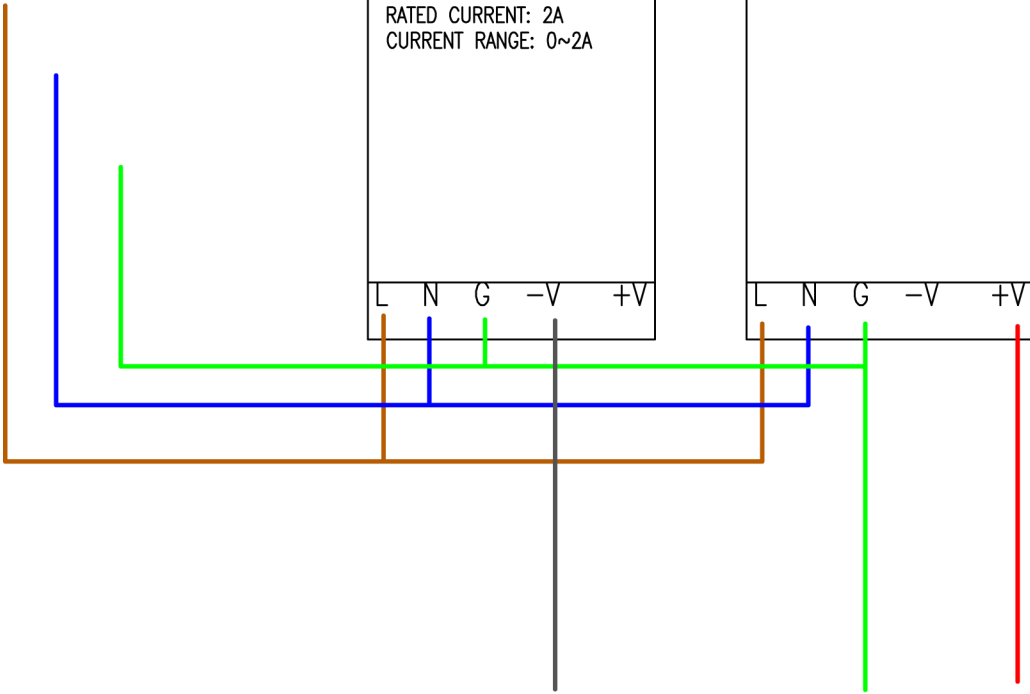 RATED CURRENT: 2A
CURRENT RANGE: 0~2A
L N G -V +V
L N G -V +V